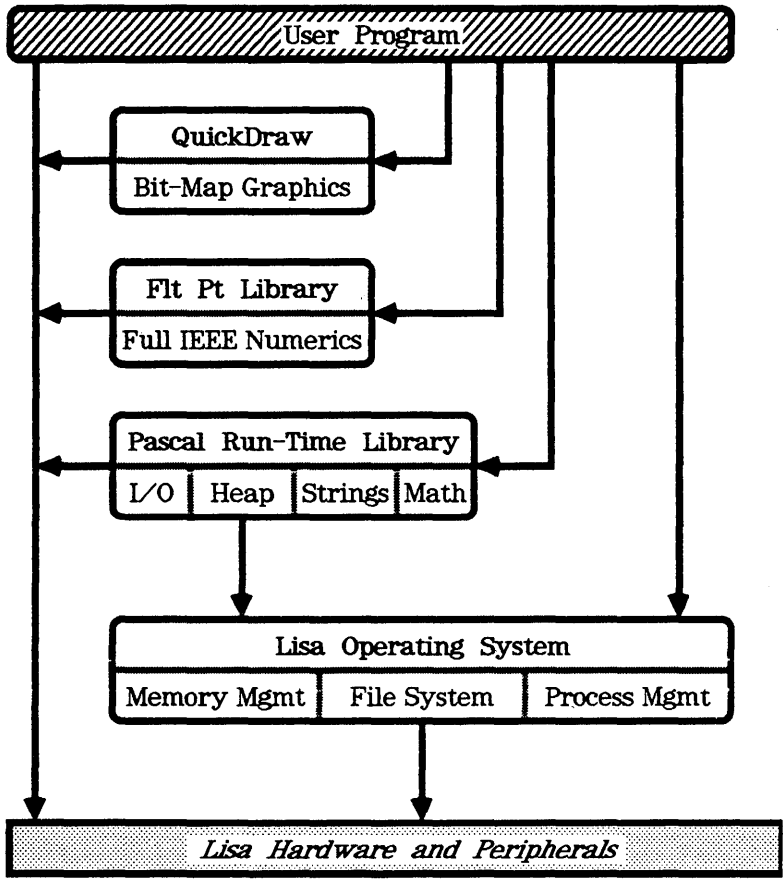 User Program
QuickDraw
Bit-Map Graphics
Flt Pt Library
Full IEEE Numerics
Pascal Run-Time Library
I/O Heap Strings Math
Lisa Operating System
Memory Mgmt File System Process Mgmt
Lisa Hardware and Peripherals